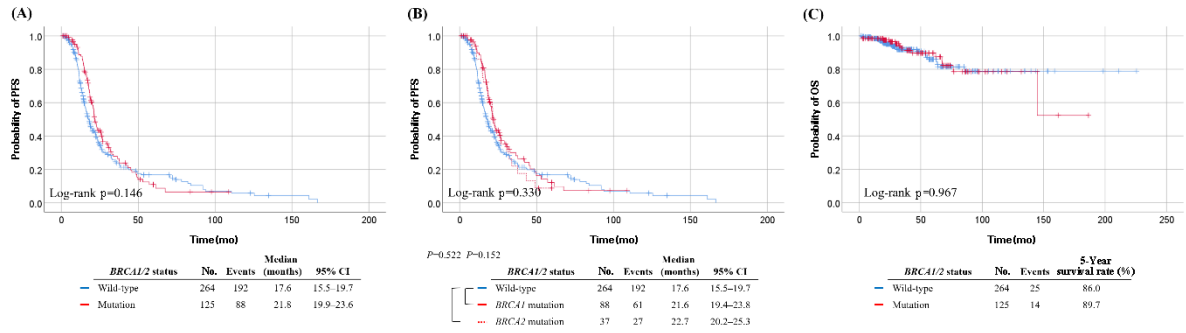 (A)
Probability of PFS
1.0
0.8
0.6
0.4
0.2
0.0
Log-rank p=0.146
0 50 100 150 200
Time(mo)
BRCA1/2 status No. Events Median (months) 95% CI
Wild-type 264 192 17.6 15.5–19.7
Mutation 125 88 21.8 19.9–23.6
(B)
Probability of PFS
1.0
0.8
0.6
0.4
0.2
0.0
Log-rank p=0.330
0 50 100 150 200
Time(mo)
P=0.522 P=0.152
BRCA1/2 status No. Events Median (months) 95% CI
Wild-type 264 192 17.6 15.5–19.7
BRCA1 mutation 88 61 21.6 19.4–23.8
BRCA2 mutation 37 27 22.7 20.2–25.3
(C)
Probability of OS
1.0
0.8
0.6
0.4
0.2
0.0
Log-rank p=0.967
0 50 100 150 200 250
Time(mo)
BRCA1/2 status No. Events 5-Year survival rate (%)
Wild-type 264 25 86.0
Mutation 125 14 89.7